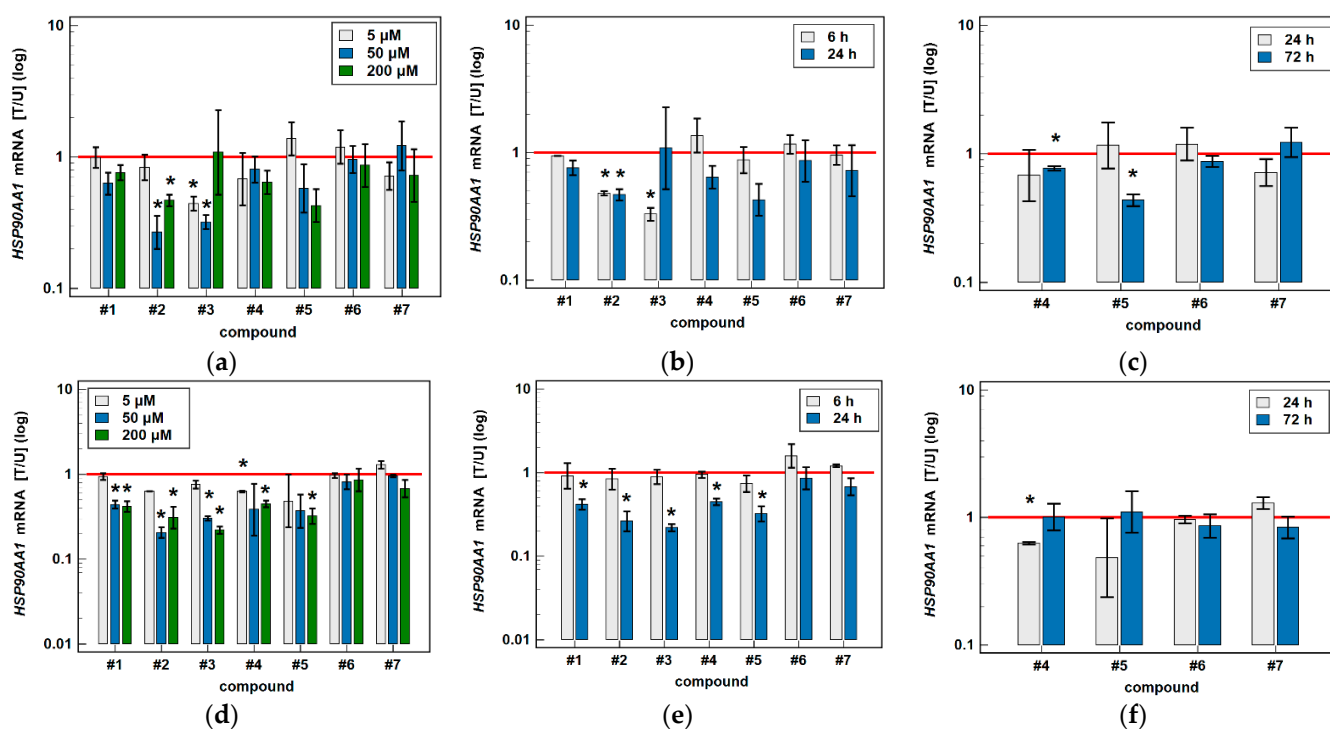 HSP90AA1 mRNA [T/U] (log)
10
1
0.1
5 µM
50 µM
200 µM
* * * * *
#1 #2 #3 #4 #5 #6 #7
compound
(a)
HSP90AA1 mRNA [T/U] (log)
10
1
0.1
6 h
24 h
* * *
#1 #2 #3 #4 #5 #6 #7
compound
(b)
HSP90AA1 mRNA [T/U] (log)
10
1
0.1
24 h
72 h
* *
#4 #5 #6 #7
compound
(c)
HSP90AA1 mRNA [T/U] (log)
10
1
0.1
0.01
5 µM
50 µM
200 µM
* * * * * * * * *
#1 #2 #3 #4 #5 #6 #7
compound
(d)
HSP90AA1 mRNA [T/U] (log)
10
1
0.1
0.01
6 h
24 h
* * * * *
#1 #2 #3 #4 #5 #6 #7
compound
(e)
HSP90AA1 mRNA [T/U] (log)
10
1
0.1
24 h
72 h
*
#4 #5 #6 #7
compound
(f)